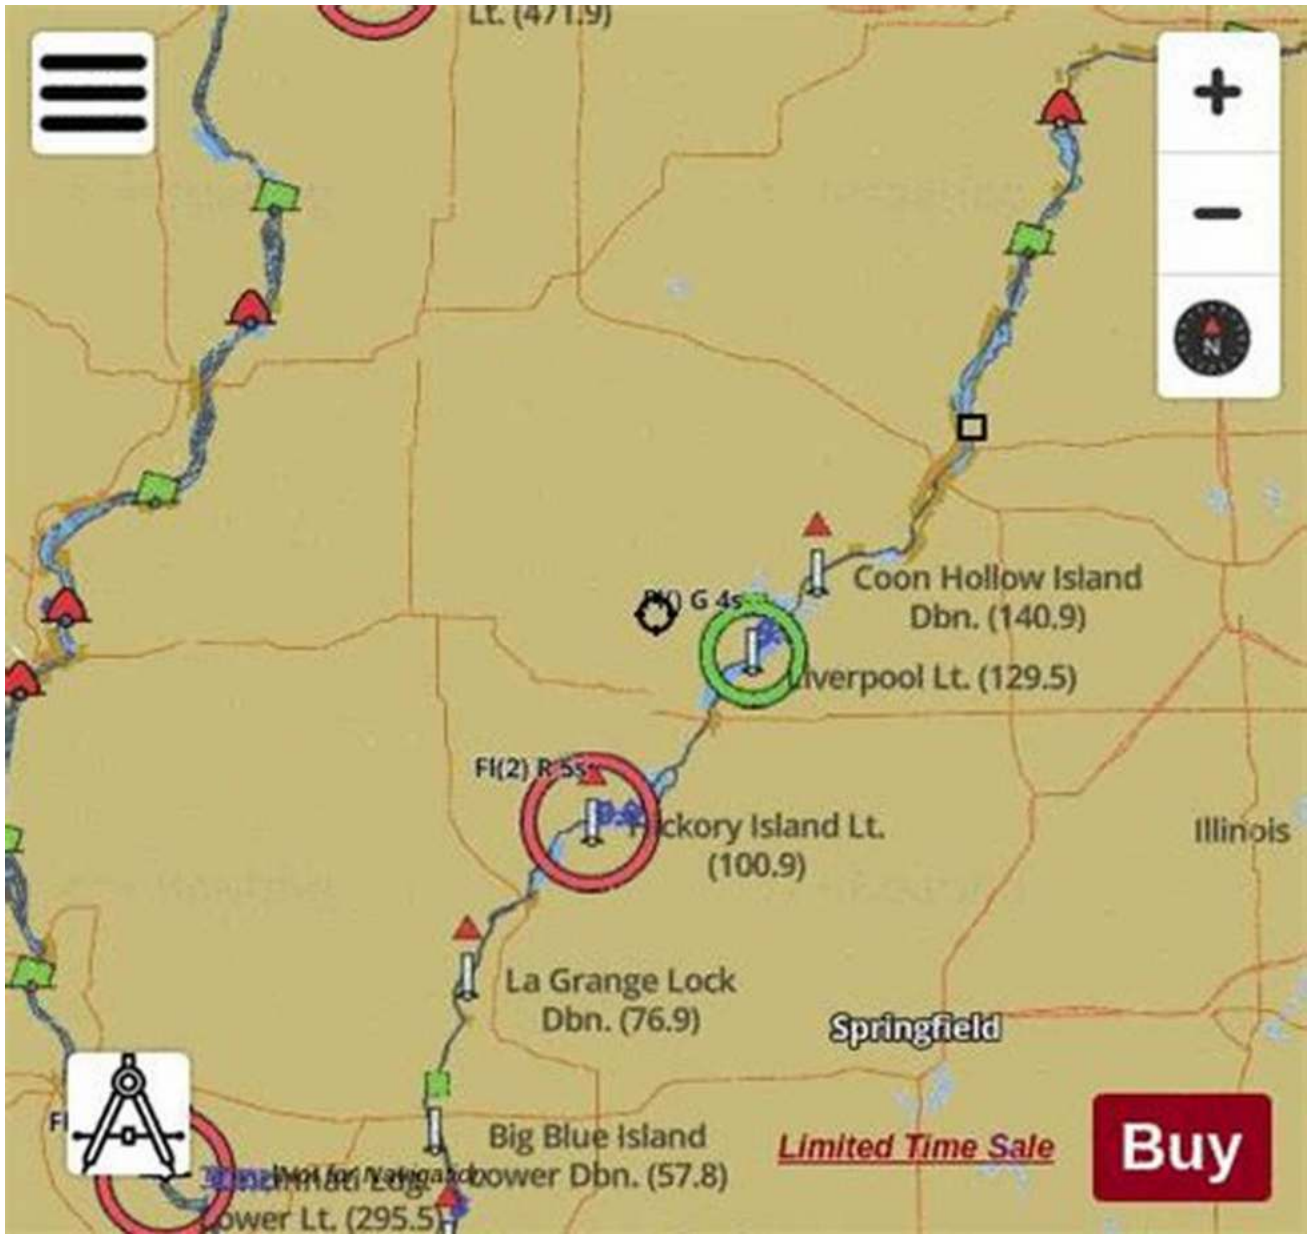 Lt. (471.9)
N
Coon Hollow Island
Dbn. (140.9)
G 4s
Liverpool Lt. (129.5)
Fl(2) R 5s
Hickory Island Lt.
(100.9)
Illinois
La Grange Lock
Dbn. (76.9)
Springfield
Fl
Big Blue Island
Lower Dbn. (57.8)
Not for Navigation
Lower Lt. (295.5)
Limited Time Sale
Buy